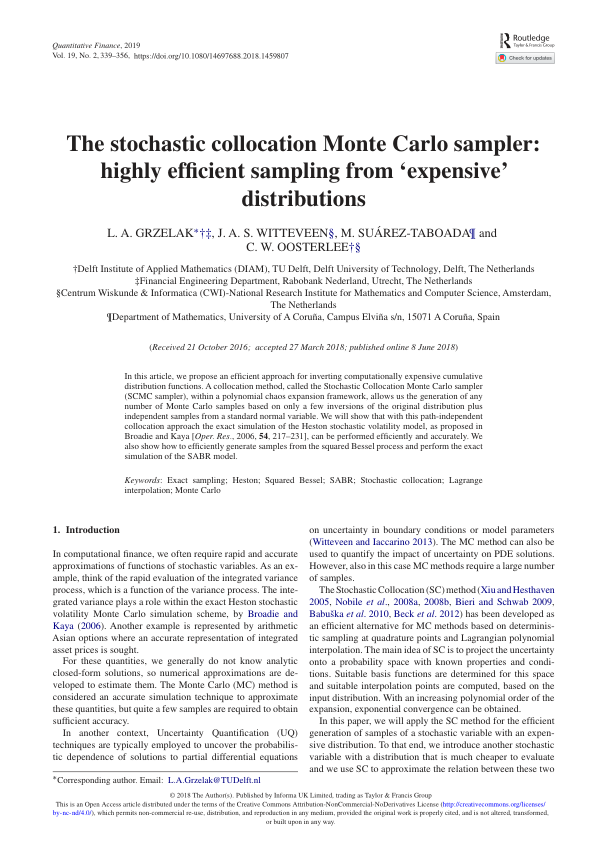 Quantitative Finance, 2019
Vol. 19, No. 2, 339–356, https://doi.org/10.1080/14697688.2018.1459807
Routledge
Taylor & Francis Group
Check for updates
The stochastic collocation Monte Carlo sampler:
highly efficient sampling from ‘expensive’
distributions
L. A. GRZELAK*†‡, J. A. S. WITTEVEEN§, M. SUÁREZ-TABOADA¶ and
C. W. OOSTERLEE†§
†Delft Institute of Applied Mathematics (DIAM), TU Delft, Delft University of Technology, Delft, The Netherlands
‡Financial Engineering Department, Rabobank Nederland, Utrecht, The Netherlands
§Centrum Wiskunde & Informatica (CWI)-National Research Institute for Mathematics and Computer Science, Amsterdam,
The Netherlands
¶Department of Mathematics, University of A Coruña, Campus Elviña s/n, 15071 A Coruña, Spain
(Received 21 October 2016; accepted 27 March 2018; published online 8 June 2018)
In this article, we propose an efficient approach for inverting computationally expensive cumulative
distribution functions. A collocation method, called the Stochastic Collocation Monte Carlo sampler
(SCMC sampler), within a polynomial chaos expansion framework, allows us the generation of any
number of Monte Carlo samples based on only a few inversions of the original distribution plus
independent samples from a standard normal variable. We will show that with this path-independent
collocation approach the exact simulation of the Heston stochastic volatility model, as proposed in
Broadie and Kaya [Oper. Res., 2006, 54, 217–231], can be performed efficiently and accurately. We
also show how to efficiently generate samples from the squared Bessel process and perform the exact
simulation of the SABR model.
Keywords: Exact sampling; Heston; Squared Bessel; SABR; Stochastic collocation; Lagrange
interpolation; Monte Carlo
1. Introduction
In computational finance, we often require rapid and accurate
approximations of functions of stochastic variables. As an ex-
ample, think of the rapid evaluation of the integrated variance
process, which is a function of the variance process. The inte-
grated variance plays a role within the exact Heston stochastic
volatility Monte Carlo simulation scheme, by Broadie and
Kaya (2006). Another example is represented by arithmetic
Asian options where an accurate representation of integrated
asset prices is sought.
For these quantities, we generally do not know analytic
closed-form solutions, so numerical approximations are de-
veloped to estimate them. The Monte Carlo (MC) method is
considered an accurate simulation technique to approximate
these quantities, but quite a few samples are required to obtain
sufficient accuracy.
In another context, Uncertainty Quantification (UQ)
techniques are typically employed to uncover the probabilis-
tic dependence of solutions to partial differential equations
*Corresponding author. Email: L.A.Grzelak@TUDelft.nl
on uncertainty in boundary conditions or model parameters
(Witteveen and Iaccarino 2013). The MC method can also be
used to quantify the impact of uncertainty on PDE solutions.
However, also in this case MC methods require a large number
of samples.
The Stochastic Collocation (SC) method (Xiu and Hesthaven
2005, Nobile et al., 2008a, 2008b, Bieri and Schwab 2009,
Babuška et al. 2010, Beck et al. 2012) has been developed as
an efficient alternative for MC methods based on determinis-
tic sampling at quadrature points and Lagrangian polynomial
interpolation. The main idea of SC is to project the uncertainty
onto a probability space with known properties and condi-
tions. Suitable basis functions are determined for this space
and suitable interpolation points are computed, based on the
input distribution. With an increasing polynomial order of the
expansion, exponential convergence can be obtained.
In this paper, we will apply the SC method for the efficient
generation of samples of a stochastic variable with an expen-
sive distribution. To that end, we introduce another stochastic
variable with a distribution that is much cheaper to evaluate
and we use SC to approximate the relation between these two
© 2018 The Author(s). Published by Informa UK Limited, trading as Taylor & Francis Group
This is an Open Access article distributed under the terms of the Creative Commons Attribution-NonCommercial-NoDerivatives License (http://creativecommons.org/licenses/
by-nc-nd/4.0/), which permits non-commercial re-use, distribution, and reproduction in any medium, provided the original work is properly cited, and is not altered, transformed,
or built upon in any way.